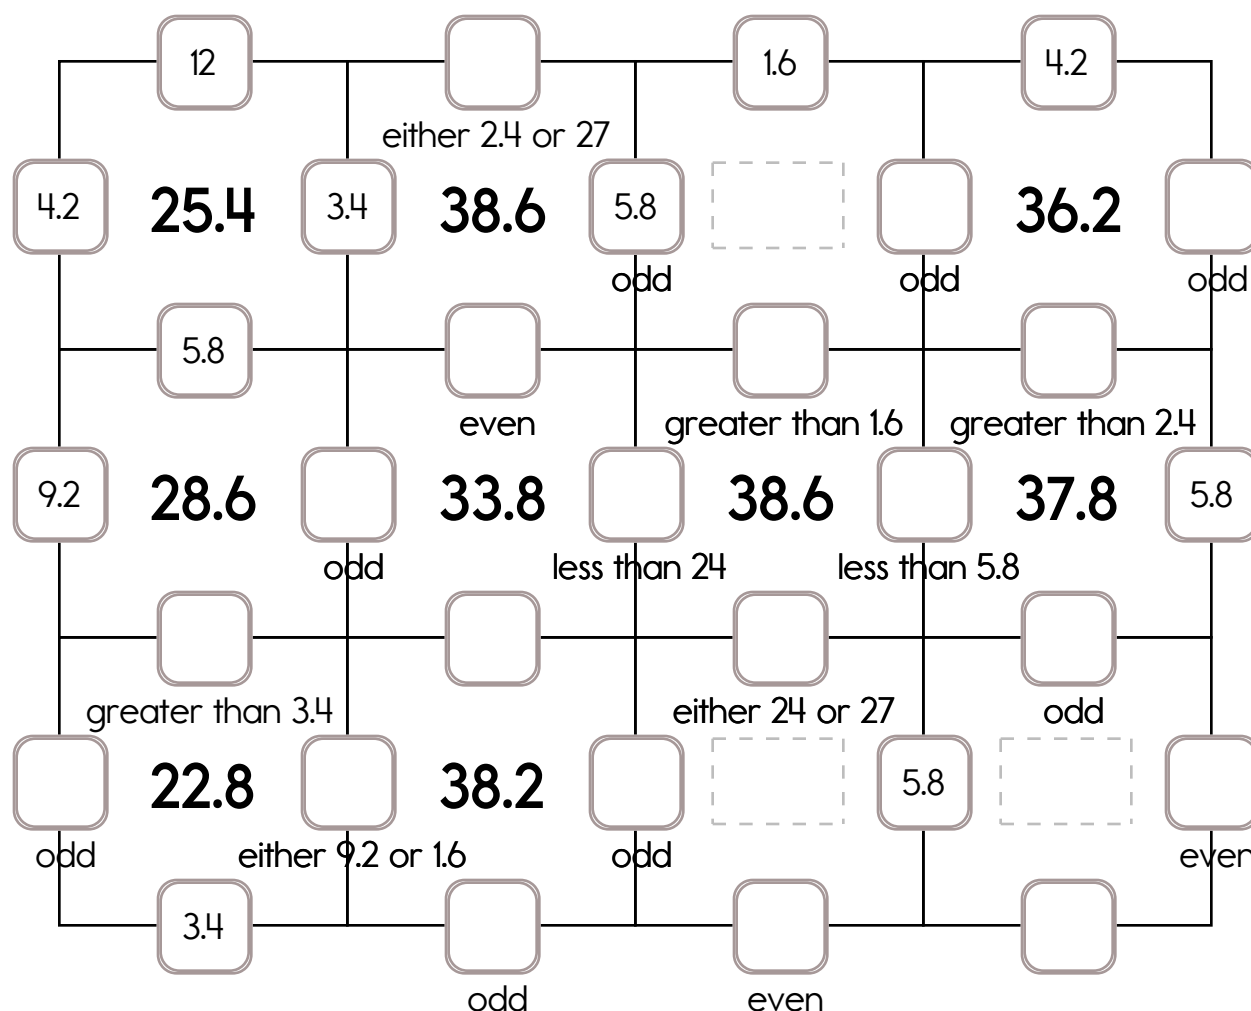 12 1.6 4.2
either 2.4 or 27
4.2 25.4 3.4 38.6 5.8 36.2
odd odd odd
5.8
even greater than 1.6 greater than 2.4
9.2 28.6 33.8 38.6 37.8 5.8
odd less than 24 less than 5.8
greater than 3.4 either 24 or 27 odd
22.8 38.2 5.8
odd either 9.2 or 1.6 odd even
3.4
odd even